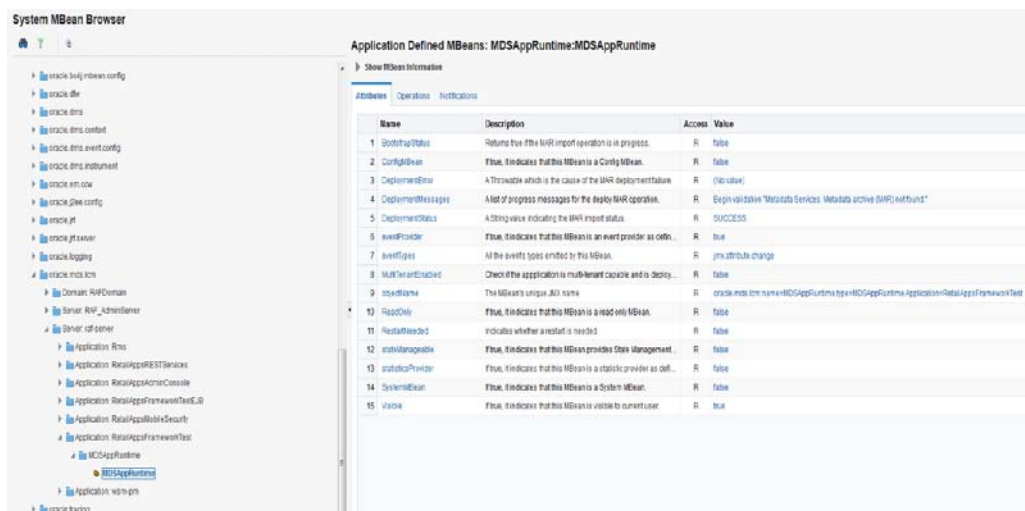 System MBean Browser
oracle.bokj.mbean.config
oracle.dfw
oracle.dms
oracle.dms.context
oracle.dms.event.config
oracle.dms.instrument
oracle.em.ccw
oracle.j2ee.config
oracle.jrf
oracle.jrf.server
oracle.logging
oracle.mds.lcm
Domain: RAFDomain
Server: RAF_AdminServer
Server: raf-server
Application: Rms
Application: RetailAppsRESTServices
Application: RetailAppsAdminConsole
Application: RetailAppsFrameworkTestEJB
Application: RetailAppsMobileSecurity
Application: RetailAppsFrameworkTest
MDSAppRuntime
MDSAppRuntime
Application: wsm-pm
oracle.tracing
Application Defined MBeans: MDSAppRuntime:MDSAppRuntime
Show MBean Information
Attributes Operations Notifications
Name Description Access Value
1 BootstrapStatus Returns true if the MAR import operation is in progress. R false
2 ConfigMBean If true, it indicates that this MBean is a Config MBean. R false
3 DeploymentError A Throwable which is the cause of the MAR deployment failure. R (No value)
4 DeploymentMessages A list of progress messages for the deploy MAR operation. R Begin validation "Metadata Services: Metadata archive (MAR) not found."
5 DeploymentStatus A String value indicating the MAR import status. R SUCCESS
6 eventProvider If true, it indicates that this MBean is an event provider as defin... R true
7 eventTypes All the event's types emitted by this MBean. R jmx.attribute.change
8 MultiTenantEnabled Check if the appplication is multi-tenant capable and is deploy... R false
9 objectName The MBean's unique JMX name R oracle.mds.lcm:name=MDSAppRuntime,type=MDSAppRuntime,Application=RetailAppsFrameworkTest
10 ReadOnly If true, it indicates that this MBean is a read only MBean. R false
11 RestartNeeded Indicates whether a restart is needed. R false
12 stateManageable If true, it indicates that this MBean provides State Management... R false
13 statisticsProvider If true, it indicates that this MBean is a statistic provider as defi... R false
14 SystemMBean If true, it indicates that this MBean is a System MBean. R false
15 Visible If true, it indicates that this MBean is visible to current user. R true